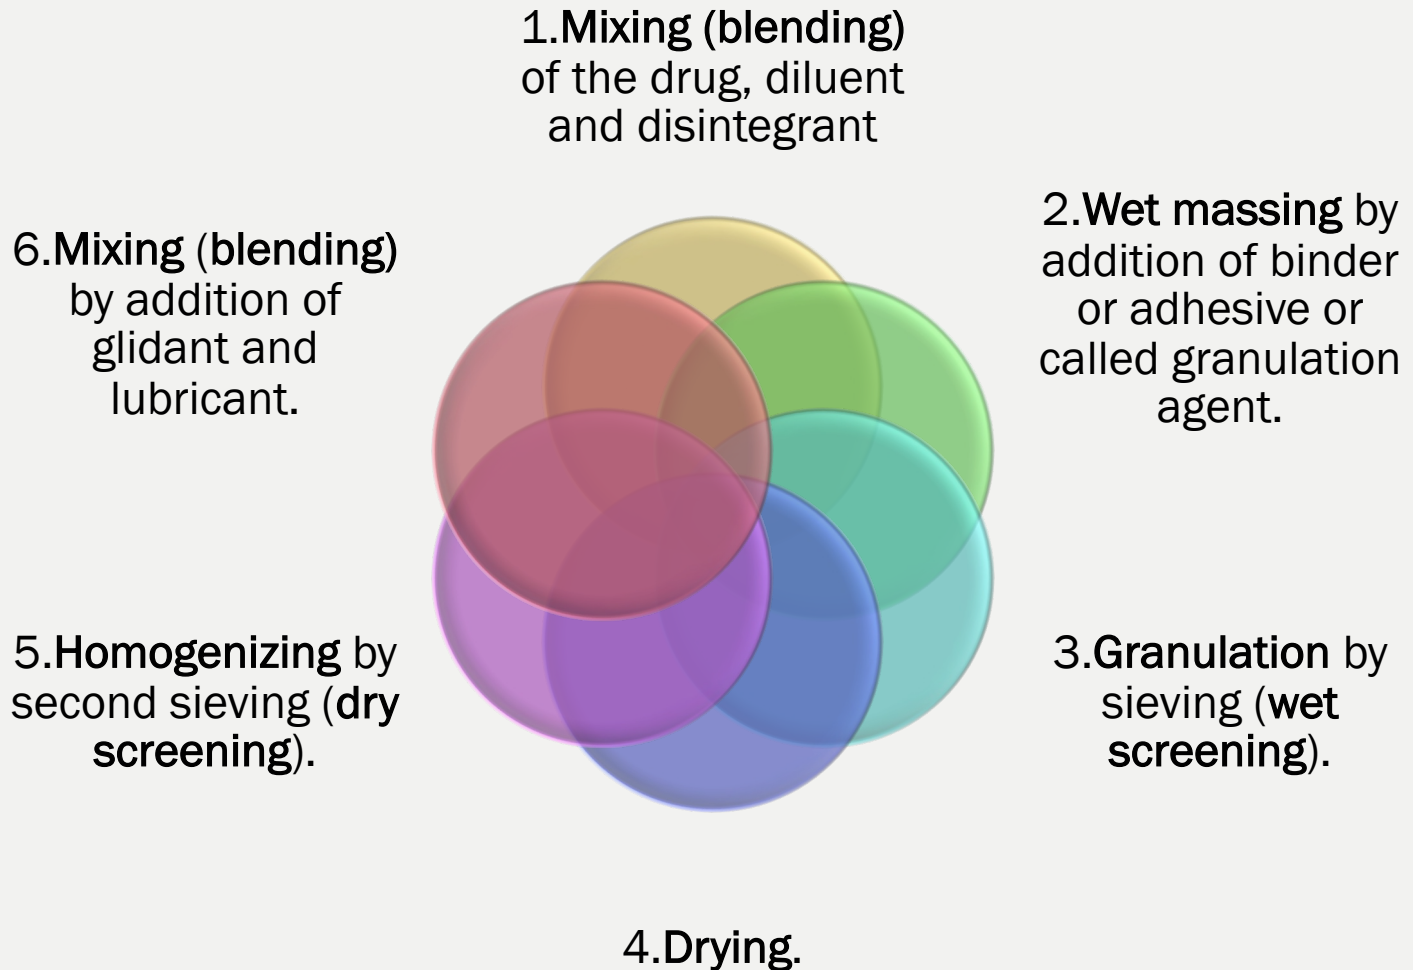 1.Mixing (blending)
of the drug, diluent
and disintegrant
2.Wet massing by
addition of binder
or adhesive or
called granulation
agent.
3.Granulation by
sieving (wet
screening).
4.Drying.
5.Homogenizing by
second sieving (dry
screening).
6.Mixing (blending)
by addition of
glidant and
lubricant.